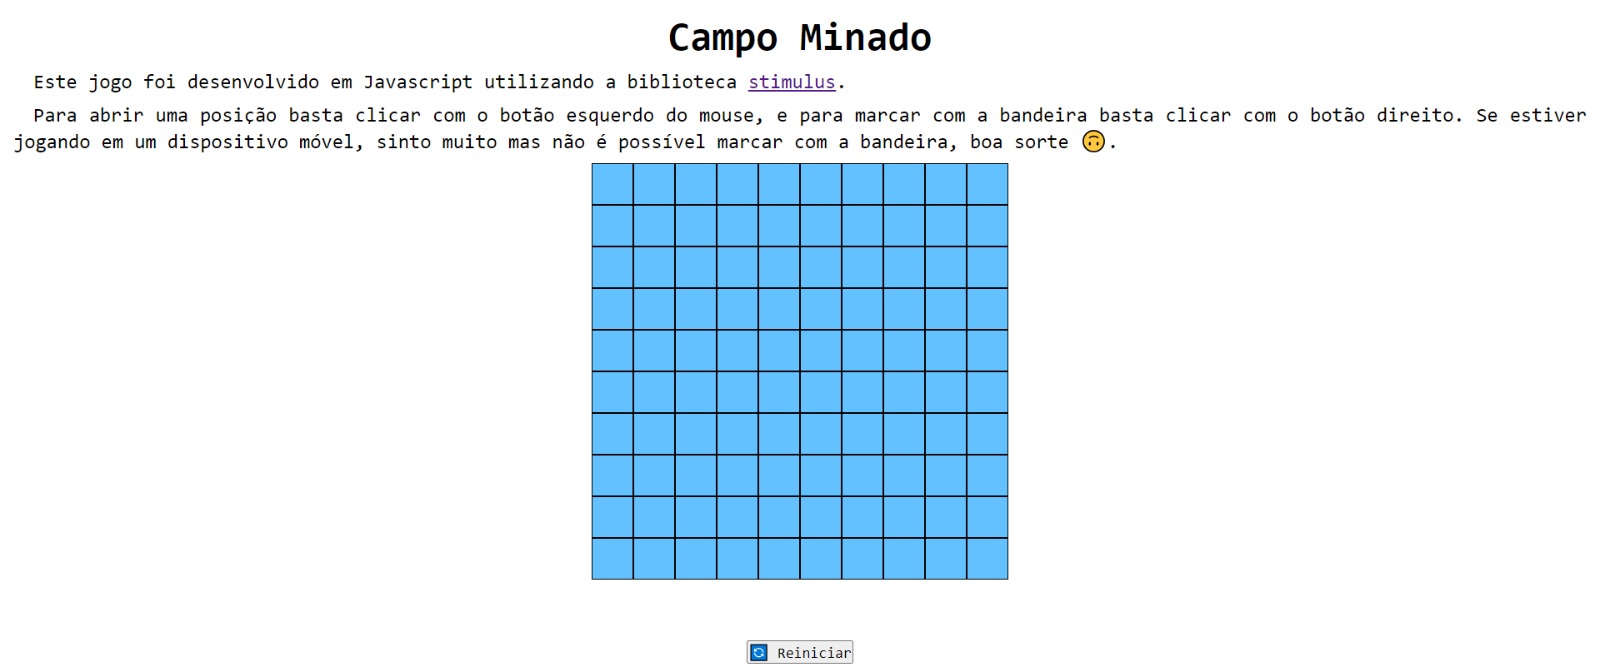 Campo Minado
Este jogo foi desenvolvido em Javascript utilizando a biblioteca stimulus.
Para abrir uma posição basta clicar com o botão esquerdo do mouse, e para marcar com a bandeira basta clicar com o botão direito. Se estiver
jogando em um dispositivo móvel, sinto muito mas não é possível marcar com a bandeira, boa sorte 🙃.
Reiniciar